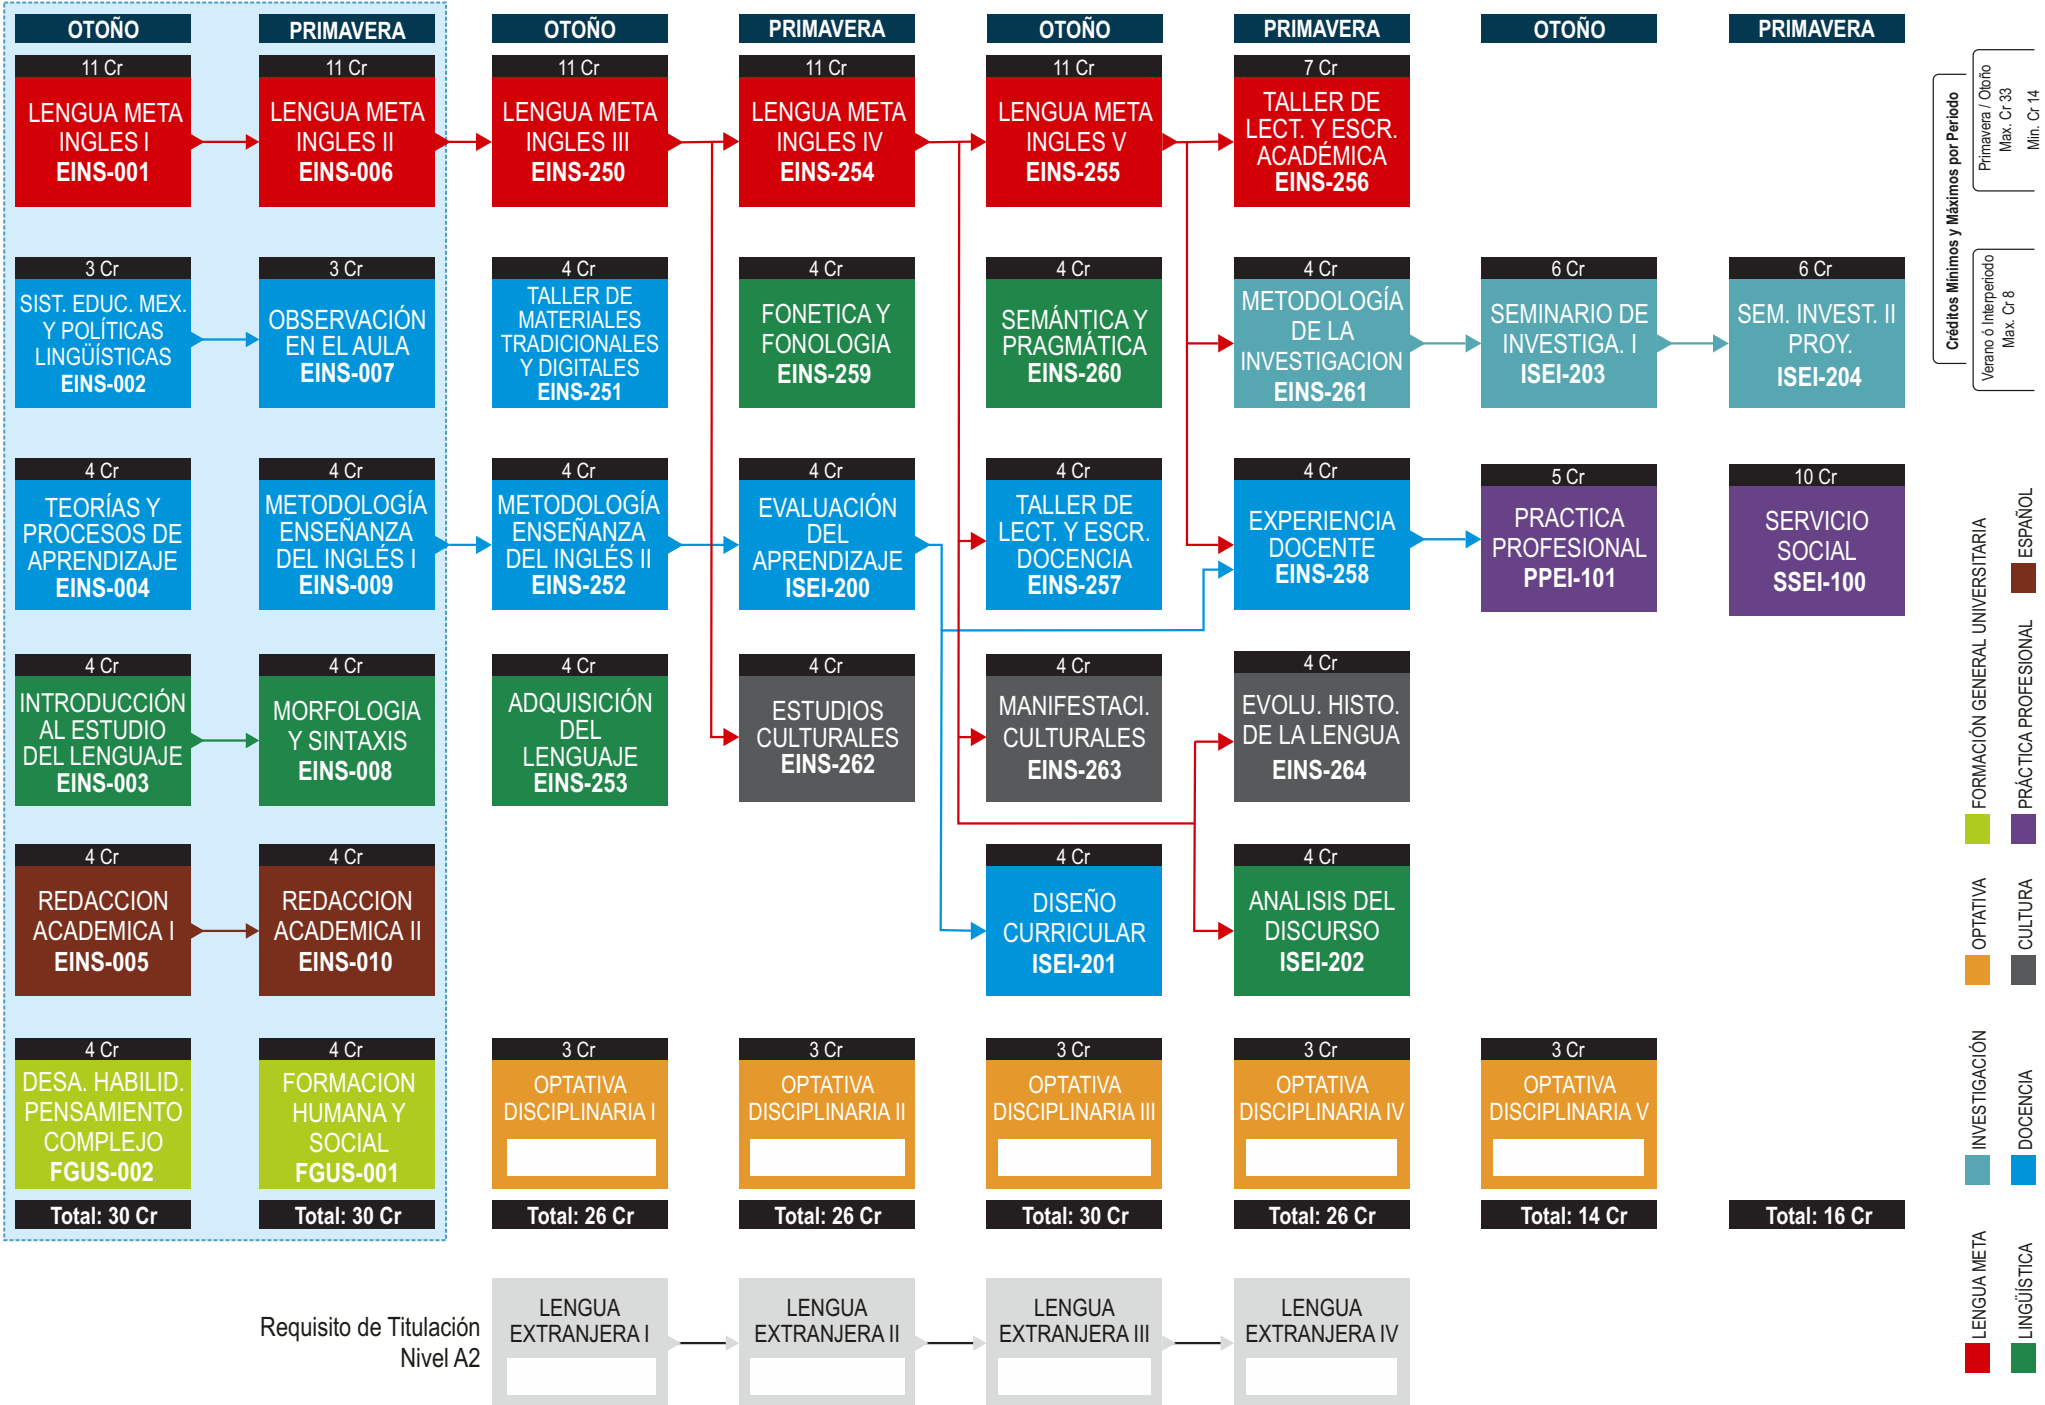 OTOÑO
PRIMAVERA
OTOÑO
PRIMAVERA
OTOÑO
PRIMAVERA
OTOÑO
PRIMAVERA
11 Cr
LENGUA META
INGLES I
EINS-001
11 Cr
LENGUA META
INGLES II
EINS-006
11 Cr
LENGUA META
INGLES III
EINS-250
11 Cr
LENGUA META
INGLES IV
EINS-254
11 Cr
LENGUA META
INGLES V
EINS-255
7 Cr
TALLER DE
LECT. Y ESCR.
ACADÉMICA
EINS-256
3 Cr
SIST. EDUC. MEX.
Y POLÍTICAS
LINGÜÍSTICAS
EINS-002
3 Cr
OBSERVACIÓN
EN EL AULA
EINS-007
4 Cr
TALLER DE
MATERIALES
TRADICIONALES
Y DIGITALES
EINS-251
4 Cr
FONETICA Y
FONOLOGIA
EINS-259
4 Cr
SEMÁNTICA Y
PRAGMÁTICA
EINS-260
4 Cr
METODOLOGÍA
DE LA
INVESTIGACION
EINS-261
6 Cr
SEMINARIO DE
INVESTIGA. I
ISEI-203
6 Cr
SEM. INVEST. II
PROY.
ISEI-204
4 Cr
TEORÍAS Y
PROCESOS DE
APRENDIZAJE
EINS-004
4 Cr
METODOLOGÍA
ENSEÑANZA
DEL INGLÉS I
EINS-009
4 Cr
METODOLOGÍA
ENSEÑANZA
DEL INGLÉS II
EINS-252
4 Cr
EVALUACIÓN
DEL
APRENDIZAJE
ISEI-200
4 Cr
TALLER DE
LECT. Y ESCR.
DOCENCIA
EINS-257
4 Cr
EXPERIENCIA
DOCENTE
EINS-258
5 Cr
PRACTICA
PROFESIONAL
PPEI-101
10 Cr
SERVICIO
SOCIAL
SSEI-100
4 Cr
INTRODUCCIÓN
AL ESTUDIO
DEL LENGUAJE
EINS-003
4 Cr
MORFOLOGIA
Y SINTAXIS
EINS-008
4 Cr
ADQUISICIÓN
DEL
LENGUAJE
EINS-253
4 Cr
ESTUDIOS
CULTURALES
EINS-262
4 Cr
MANIFESTACI.
CULTURALES
EINS-263
4 Cr
EVOLU. HISTO.
DE LA LENGUA
EINS-264
4 Cr
REDACCION
ACADEMICA I
EINS-005
4 Cr
REDACCION
ACADEMICA II
EINS-010
4 Cr
DISEÑO
CURRICULAR
ISEI-201
4 Cr
ANALISIS DEL
DISCURSO
ISEI-202
4 Cr
DESA. HABILID.
PENSAMIENTO
COMPLEJO
FGUS-002
4 Cr
FORMACION
HUMANA Y
SOCIAL
FGUS-001
3 Cr
OPTATIVA
DISCIPLINARIA I
3 Cr
OPTATIVA
DISCIPLINARIA II
3 Cr
OPTATIVA
DISCIPLINARIA III
3 Cr
OPTATIVA
DISCIPLINARIA IV
3 Cr
OPTATIVA
DISCIPLINARIA V
Total: 30 Cr
Total: 30 Cr
Total: 26 Cr
Total: 26 Cr
Total: 30 Cr
Total: 26 Cr
Total: 14 Cr
Total: 16 Cr
Requisito de Titulación
Nivel A2
LENGUA
EXTRANJERA I
LENGUA
EXTRANJERA II
LENGUA
EXTRANJERA III
LENGUA
EXTRANJERA IV
Créditos Mínimos y Máximos por Periodo
Primavera / Otoño
Max. Cr 33
Min. Cr 14
Verano ó Interperiodo
Max. Cr 8
LENGUA META
INVESTIGACIÓN
OPTATIVA
FORMACIÓN GENERAL UNIVERSITARIA
LINGÜÍSTICA
DOCENCIA
CULTURA
PRÁCTICA PROFESIONAL
ESPAÑOL